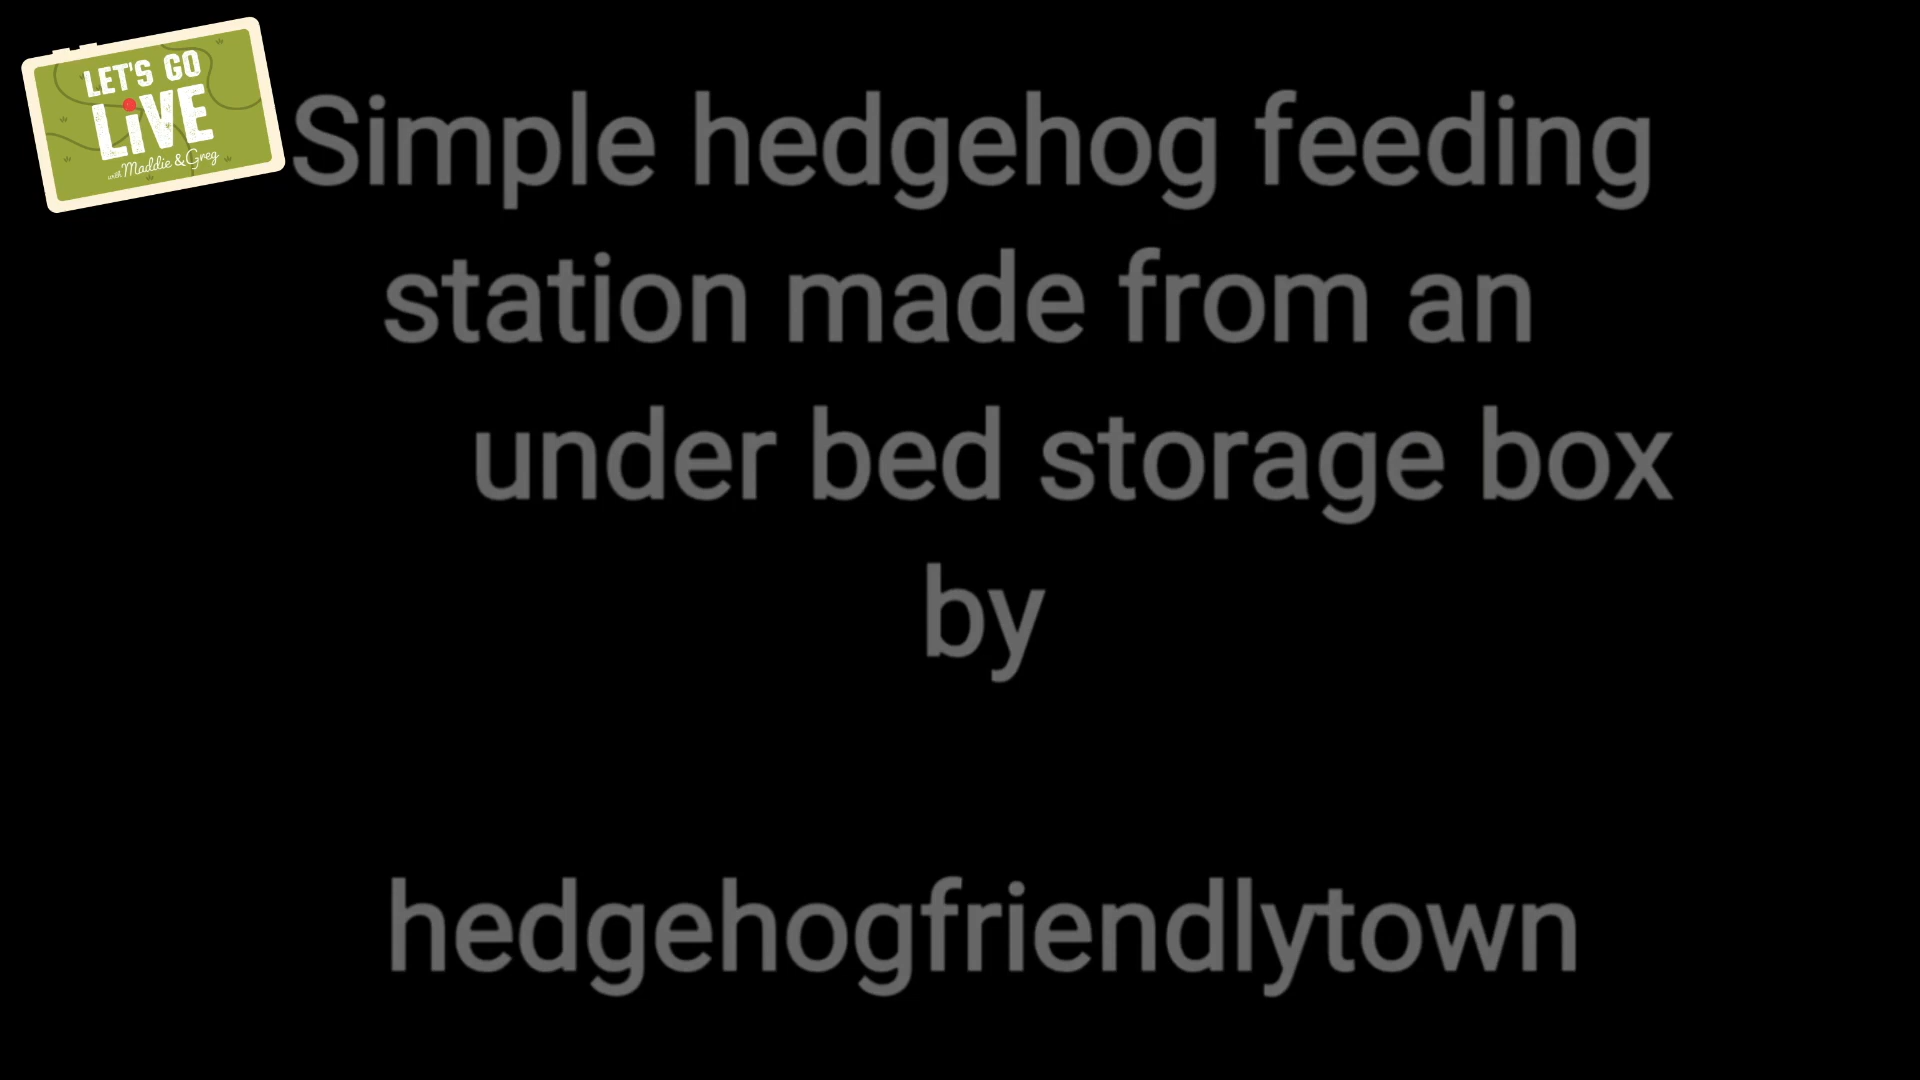 LET'S GO
LiVE
with Maddie & Greg
Simple hedgehog feeding
station made from an
under bed storage box
by
hedgehogfriendlytown